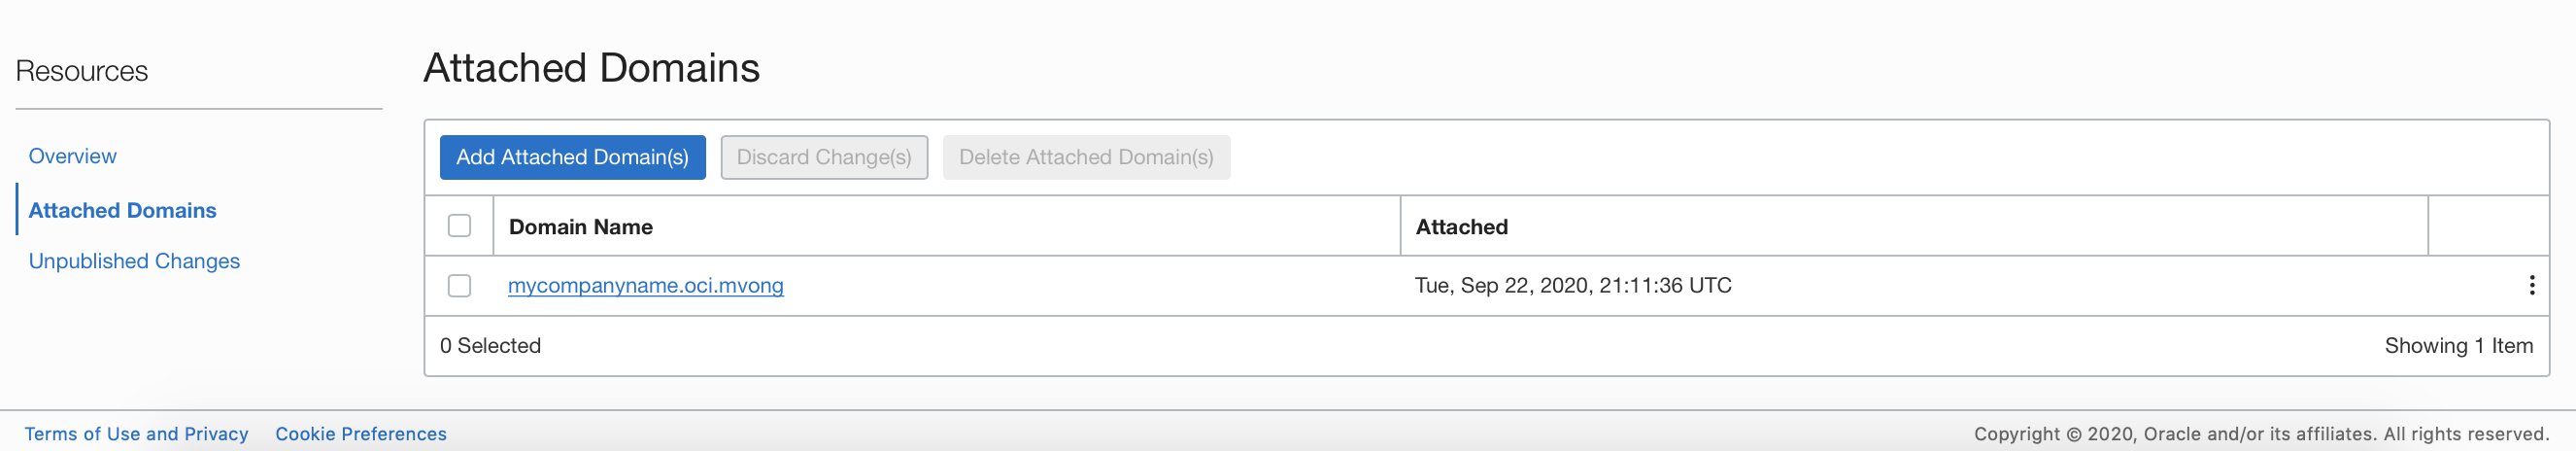 Resources
Overview
Attached Domains
Unpublished Changes
Attached Domains
Add Attached Domain(s) Discard Change(s) Delete Attached Domain(s)
Domain Name Attached
mycompanyname.oci.mvong Tue, Sep 22, 2020, 21:11:36 UTC
0 Selected Showing 1 Item
Terms of Use and Privacy Cookie Preferences Copyright © 2020, Oracle and/or its affiliates. All rights reserved.